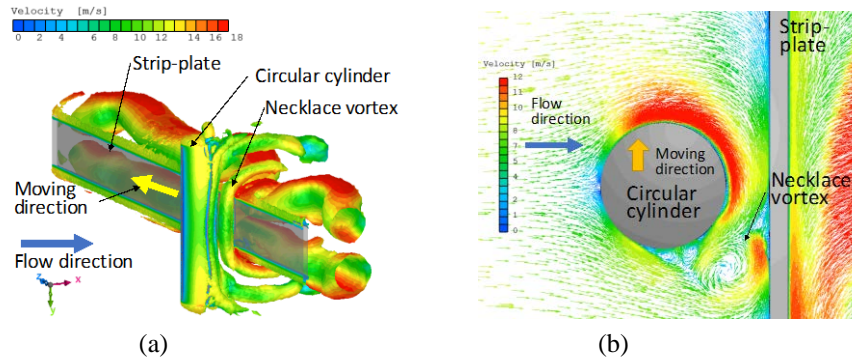 Velocity [m/s]
0 2 4 6 8 10 12 14 16 18
Strip-plate
Circular cylinder
Necklace vortex
Moving
direction
Flow direction
z
x
y
(a)
Strip-
plate
Velocity [m/s]
12
11
10
9
8
7
6
5
4
3
2
1
0
Flow
direction
Moving
direction
Circular
cylinder
Necklace
vortex
(b)